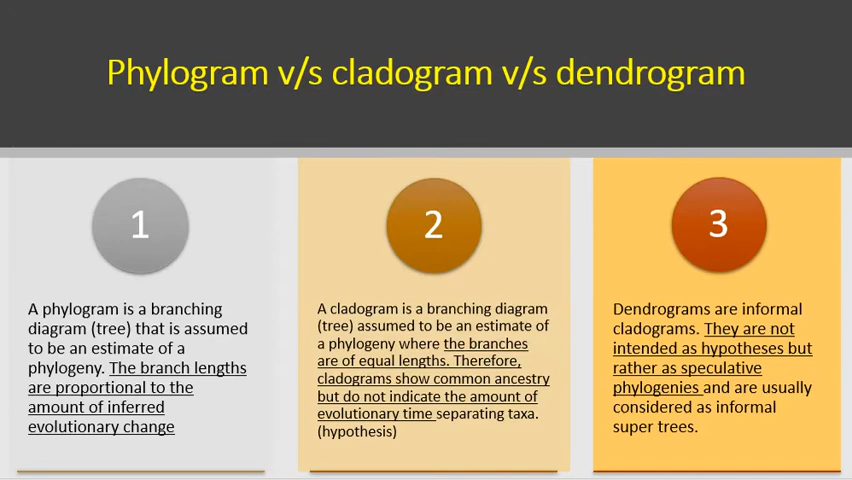 Phylogram v/s cladogram v/s dendrogram
1
A phylogram is a branching
diagram (tree) that is assumed
to be an estimate of a
phylogeny. The branch lengths
are proportional to the
amount of inferred
evolutionary change
2
A cladogram is a branching diagram
(tree) assumed to be an estimate of
a phylogeny where the branches
are of equal lengths. Therefore,
cladograms show common ancestry
but do not indicate the amount of
evolutionary time separating taxa.
(hypothesis)
3
Dendrograms are informal
cladograms. They are not
intended as hypotheses but
rather as speculative
phylogenies and are usually
considered as informal
super trees.